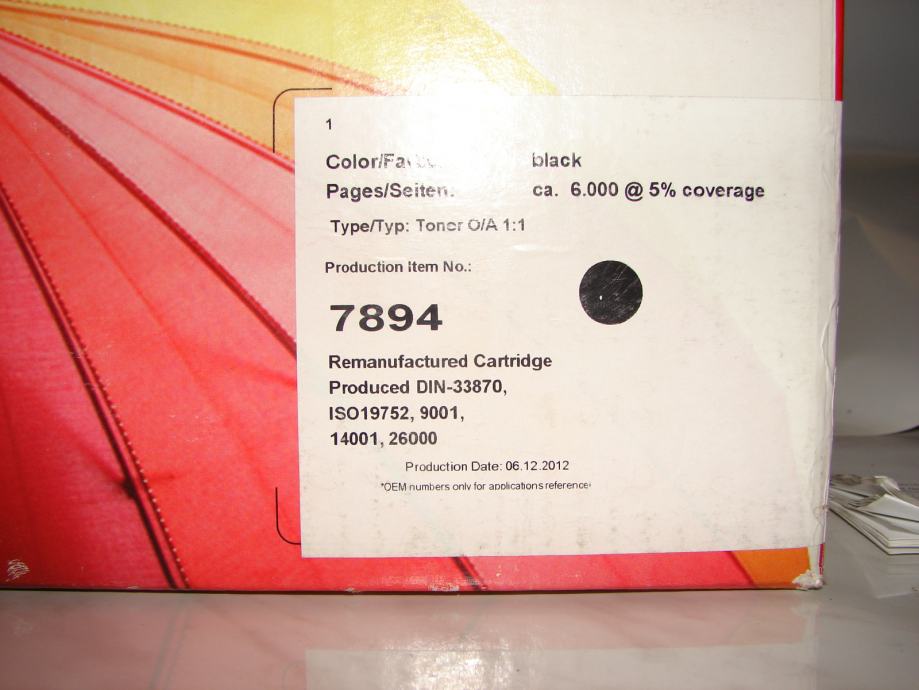 1
Color/Fa black
Pages/Seiten: ca. 6.000 @ 5% coverage
Type/Typ: Toner O/A 1:1
Production Item No.:
7894
Remanufactured Cartridge
Produced DIN-33870,
ISO19752, 9001,
14001, 26000
Production Date: 06.12.2012
*OEM numbers only for applications reference*